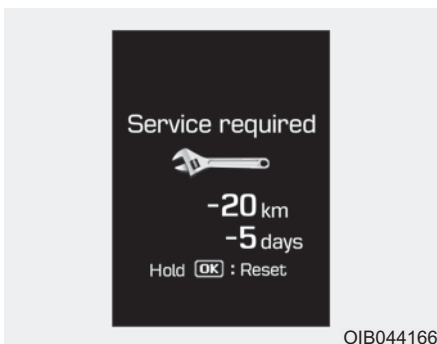 Service required
-20 km
-5 days
Hold OK : Reset
OIB044166